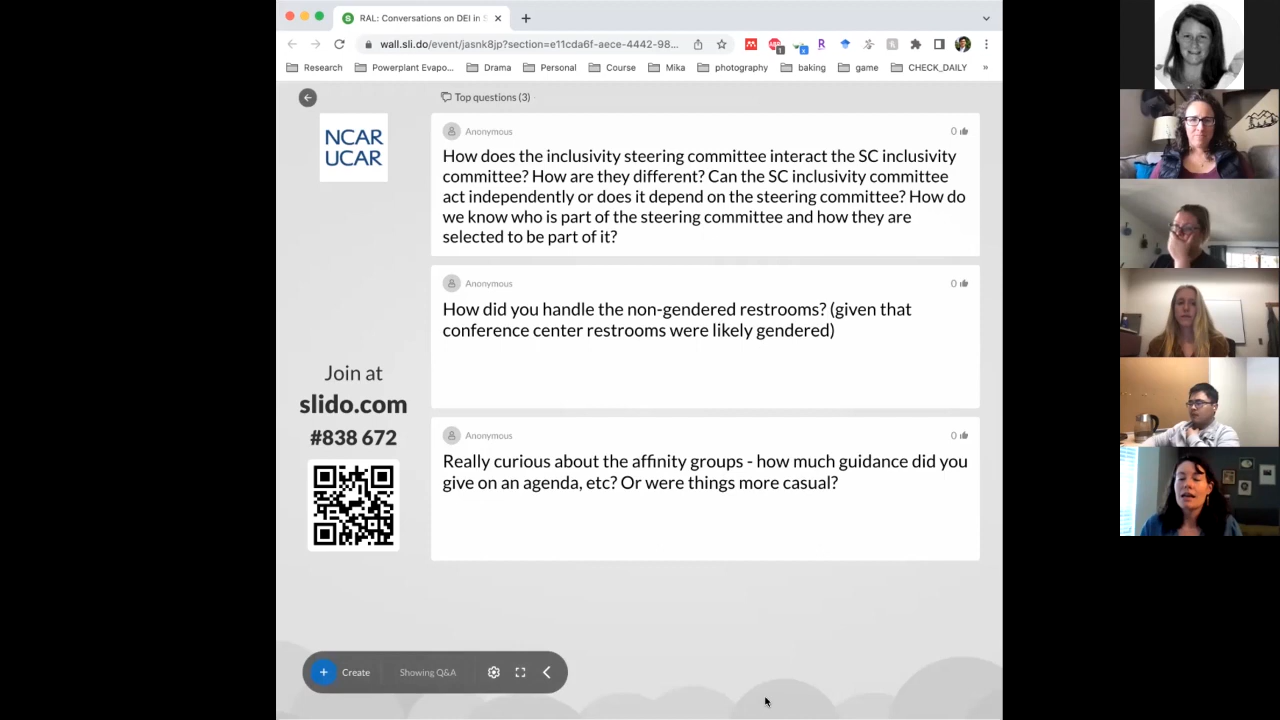 RAL: Conversations on DEI in S
wall.sli.do/event/jasnk8jp?section=e11cda6f-aece-4442-98...
Research
Powerplant Evapo...
Drama
Personal
Course
Mika
photography
baking
game
CHECK_DAILY
»
Top questions (3)
NCAR
UCAR
Anonymous
0
How does the inclusivity steering committee interact the SC inclusivity
committee? How are they different? Can the SC inclusivity committee
act independently or does it depend on the steering committee? How do
we know who is part of the steering committee and how they are
selected to be part of it?
Anonymous
0
How did you handle the non-gendered restrooms? (given that
conference center restrooms were likely gendered)
Anonymous
0
Really curious about the affinity groups - how much guidance did you
give on an agenda, etc? Or were things more casual?
Join at
slido.com
#838 672
Create
Showing Q&A